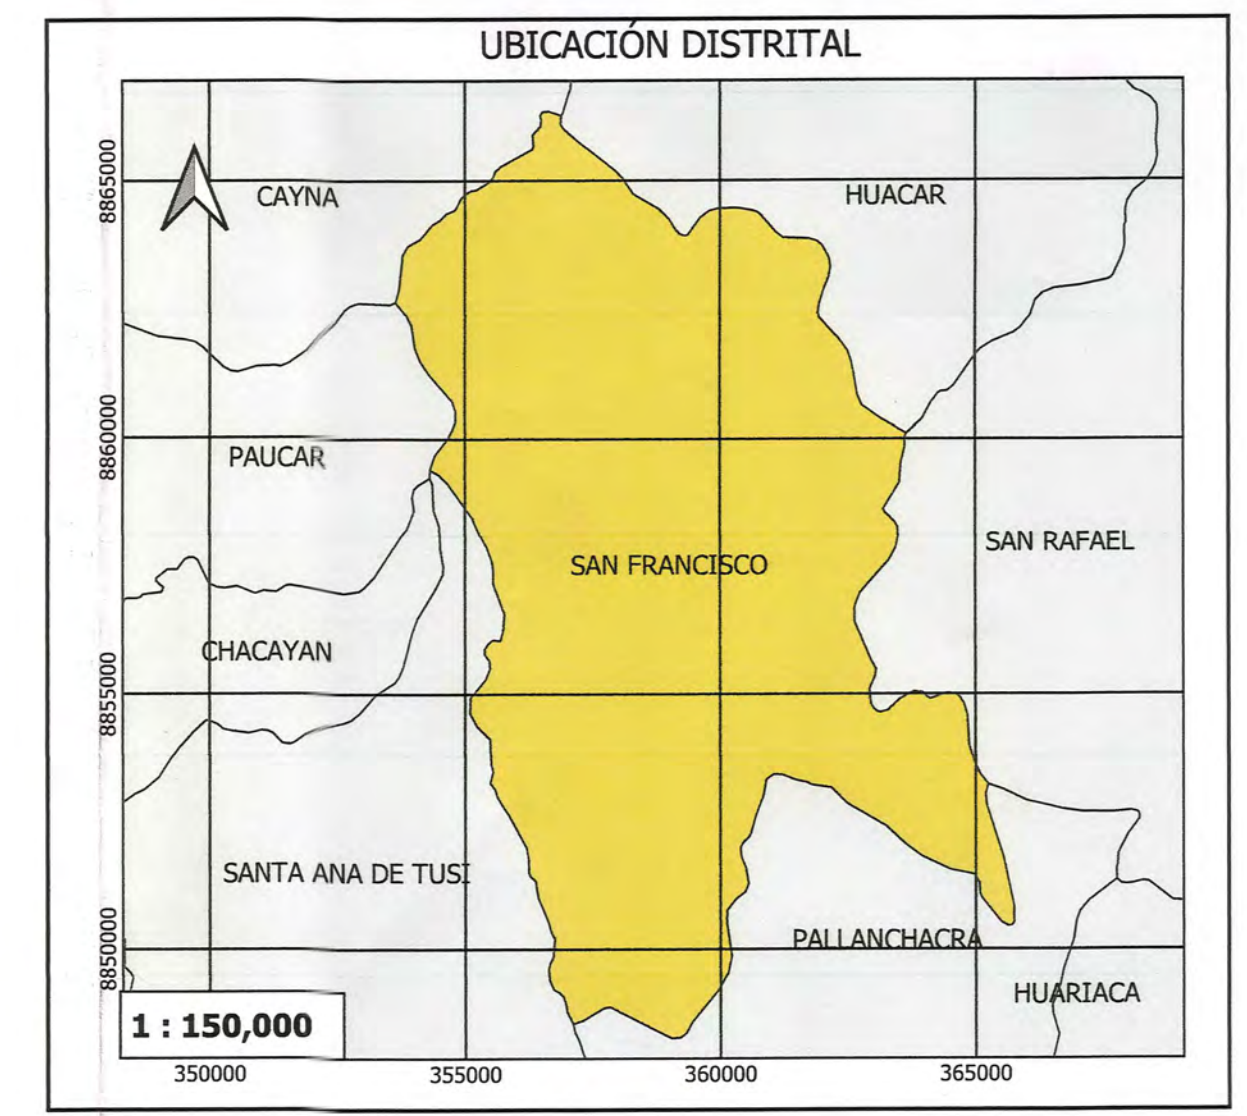 UBICACIÓN DISTRITAL
8865000
CAYNA
HUACAR
8860000
PAUCAR
SAN RAFAEL
SAN FRANCISCO
CHACAYAN
8855000
SANTA ANA DE TUSI
PALLANCHACRA
8850000
HUARIACA
1 : 150,000
350000 355000 360000 365000